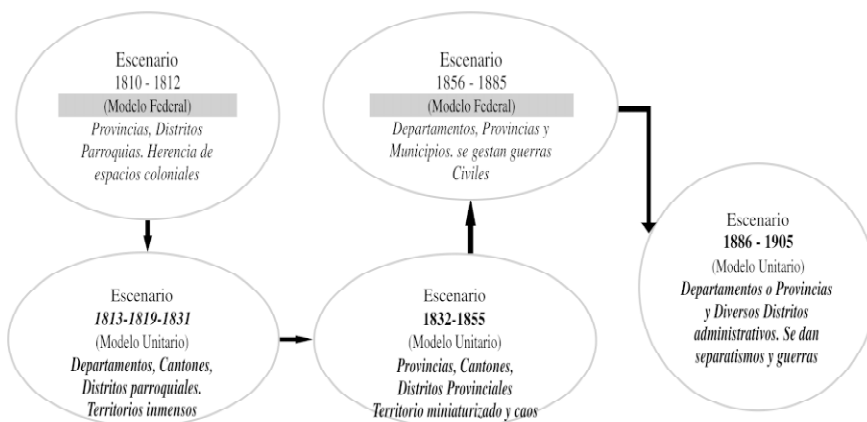 Escenario
1810 - 1812
(Modelo Federal)
Provincias, Distritos
Parroquias. Herencia de
espacios coloniales
Escenario
1813-1819-1831
(Modelo Unitario)
Departamentos, Cantones,
Distritos parroquiales.
Territorios inmensos
Escenario
1832-1855
(Modelo Unitario)
Provincias, Cantones,
Distritos Provinciales
Territorio miniaturizado y caos
Escenario
1856 - 1885
(Modelo Federal)
Departamentos, Provincias y
Municipios. se gestan guerras
Civiles
Escenario
1886 - 1905
(Modelo Unitario)
Departamentos o Provincias
y Diversos Distritos
administrativos. Se dan
separatismos y guerras